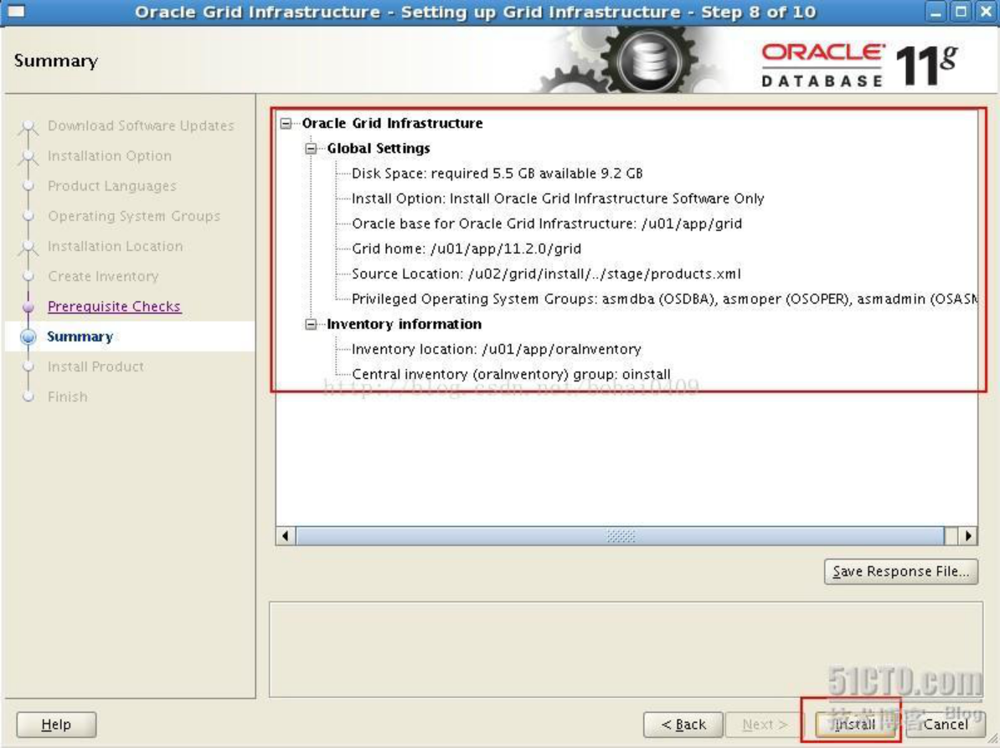 Oracle Grid Infrastructure - Setting up Grid Infrastructure - Step 8 of 10
Summary
ORACLE
DATABASE
11g
Download Software Updates
Installation Option
Product Languages
Operating System Groups
Installation Location
Create Inventory
Prerequisite Checks
Summary
Install Product
Finish
Oracle Grid Infrastructure
Global Settings
Disk Space: required 5.5 GB available 9.2 GB
Install Option: Install Oracle Grid Infrastructure Software Only
Oracle base for Oracle Grid Infrastructure: /u01/app/grid
Grid home: /u01/app/11.2.0/grid
Source Location: /u02/grid/install/../stage/products.xml
Privileged Operating System Groups: asmdba (OSDBA), asmoper (OSOPER), asmadmin (OSASM
Inventory information
Inventory location: /u01/app/oraInventory
Central inventory (oraInventory) group: oinstall
http://blog.csdn.net/bohai0409
Save Response File...
51CTO.com
技术博客 Blog
Help
< Back
Next >
Install
Cancel